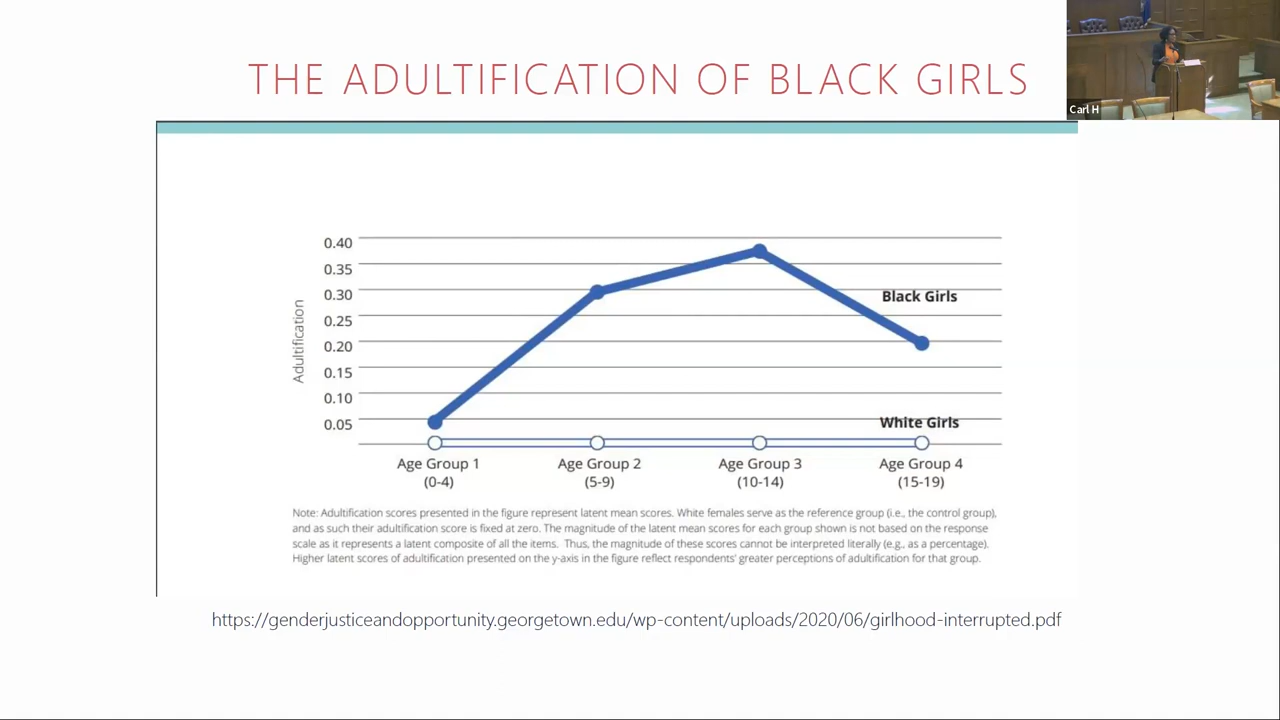 THE ADULTIFICATION OF BLACK GIRLS
Carl H
0.40
0.35
0.30
0.25
0.20
0.15
0.10
0.05
Adultification
Black Girls
White Girls
Age Group 1
(0-4)
Age Group 2
(5-9)
Age Group 3
(10-14)
Age Group 4
(15-19)
Note: Adultification scores presented in the figure represent latent mean scores. White females serve as the reference group (i.e., the control group),
and as such their adultification score is fixed at zero. The magnitude of the latent mean scores for each group shown is not based on the response
scale as it represents a latent composite of all the items. Thus, the magnitude of these scores cannot be interpreted literally (e.g., as a percentage).
Higher latent scores of adultification presented on the y-axis in the figure reflect respondents' greater perceptions of adultification for that group.
https://genderjusticeandopportunity.georgetown.edu/wp-content/uploads/2020/06/girlhood-interrupted.pdf